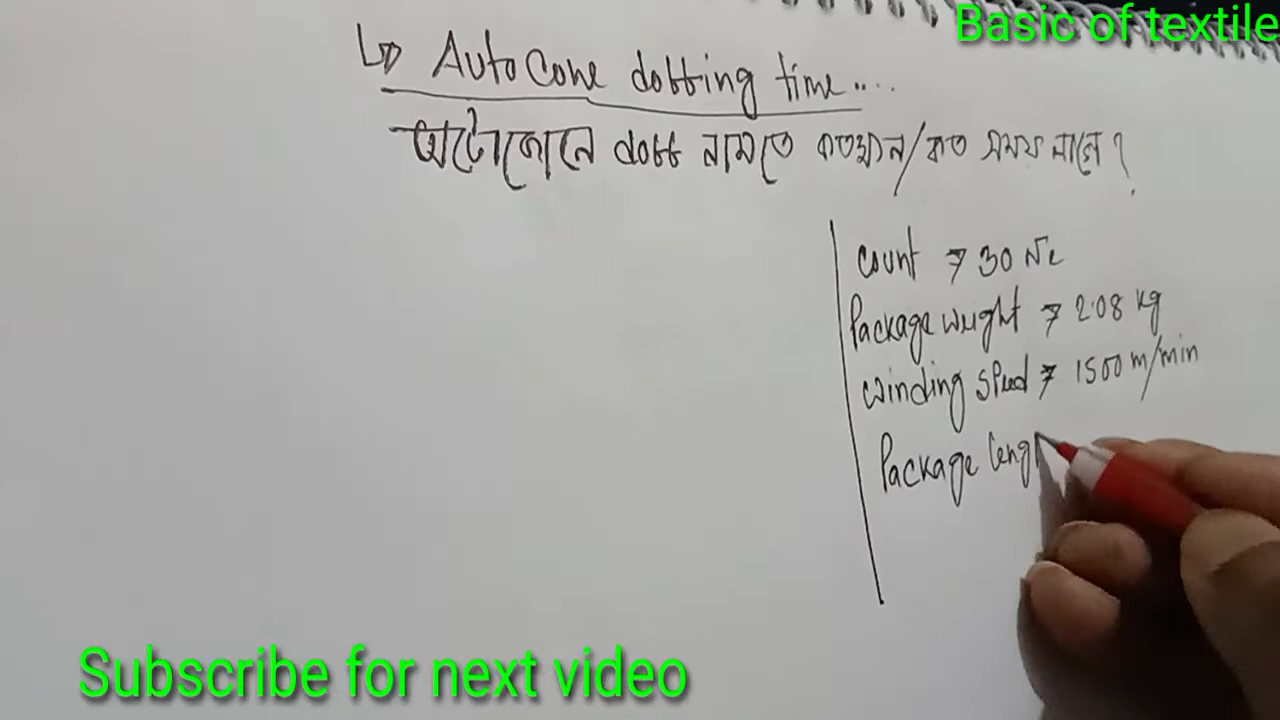 Basic of textile
↳ Auto Cone doffing time....
অটোকোনে doff নামতে কতক্ষন/কত সময় লাগে?
Count → 30 Ne
Package weight → 2.08 kg
Winding Speed → 1500 m/min
Package leng
Subscribe for next video